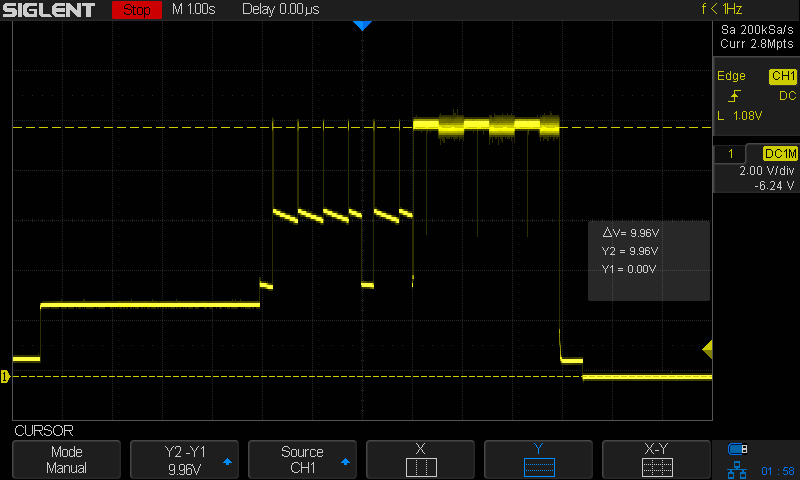 SIGLENT Stop M 1.00s Delay 0.00µs f < 1Hz
Sa 200kSa/s
Curr 2.8Mpts
Edge CH1
DC
L 1.08V
1 DC1M
2.00 V/div
-6.24 V
△V= 9.96V
Y2 = 9.96V
Y1 = 0.00V
1
CURSOR
Mode
Manual
Y2 -Y1
9.96V
Source
CH1
X
Y
X-Y
01 : 58